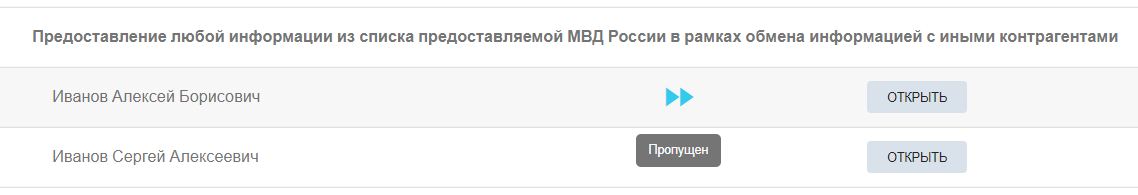 Предоставление любой информации из списка предоставляемой МВД России в рамках обмена информацией с иными контрагентами
Иванов Алексей Борисович ОТКРЫТЬ
Пропущен
Иванов Сергей Алексеевич ОТКРЫТЬ